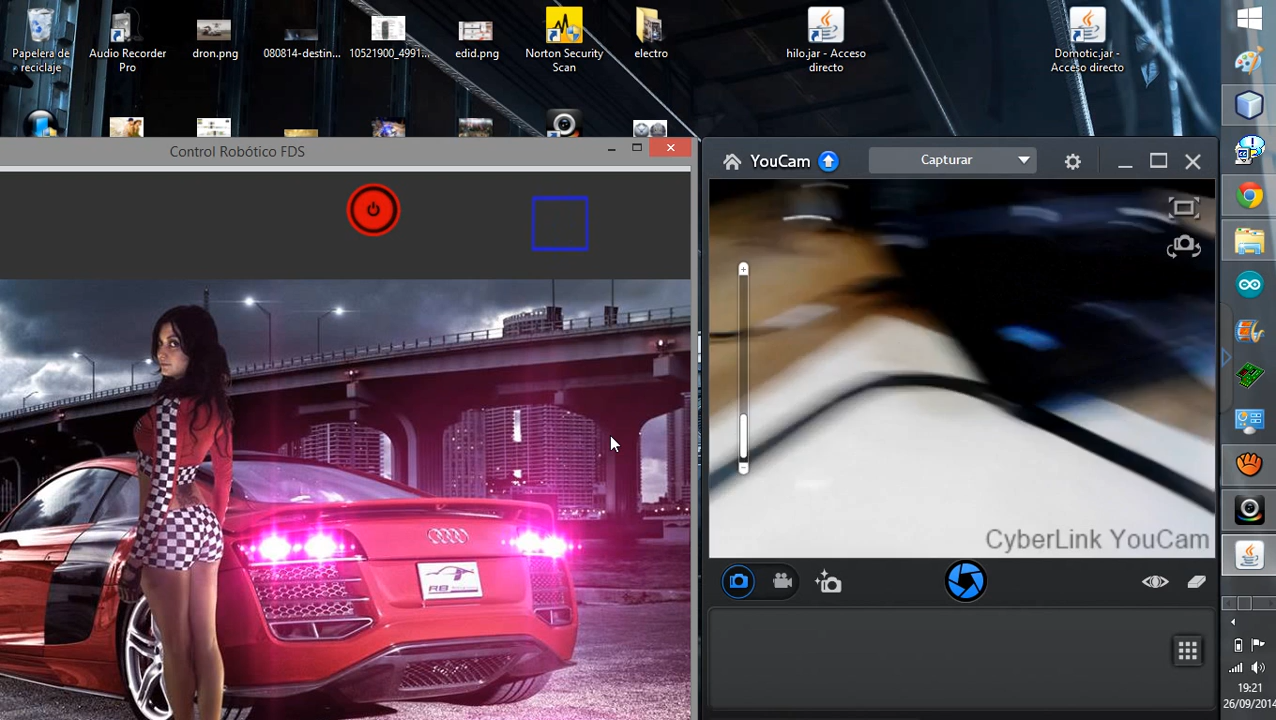 Papelera de
reciclaje
Audio Recorder
Pro
dron.png
080814-destin...
10521900_4991...
edid.png
Norton Security
Scan
electro
hilo.jar - Acceso
directo
Domotic.jar -
Acceso directo
Control Robótico FDS
YouCam
Capturar
R8
CyberLink YouCam
19:21
26/09/2014